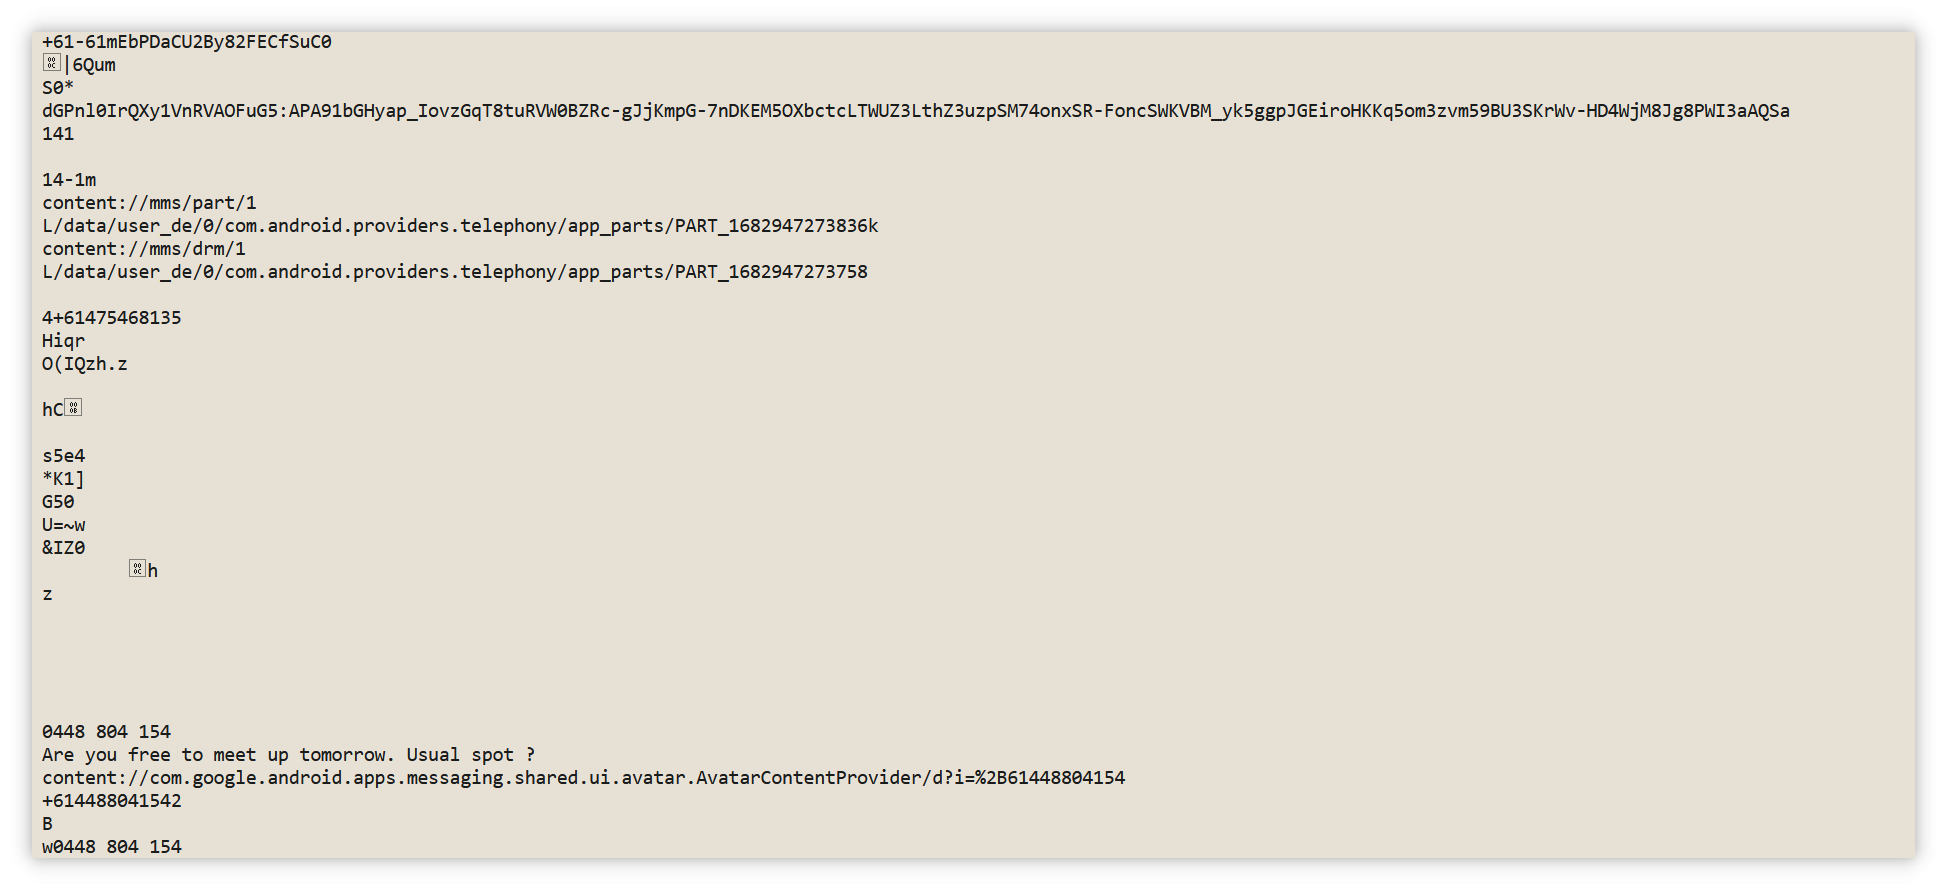 +61-61mEbPDaCU2By82FECfSuC0
|6Qum
S0*
dGPnl0IrQXy1VnRVAOFuG5:APA91bGHyap_IovzGqT8tuRVW0BZRc-gJjKmpG-7nDKEM5OXbctcLTWUZ3LthZ3uzpSM74onxSR-FoncSWKVBM_yk5ggpJGEiroHKKq5om3zvm59BU3SKrWv-HD4WjM8Jg8PWI3aAQSa
141
14-1m
content://mms/part/1
L/data/user_de/0/com.android.providers.telephony/app_parts/PART_1682947273836k
content://mms/drm/1
L/data/user_de/0/com.android.providers.telephony/app_parts/PART_1682947273758
4+61475468135
Hiqr
O(IQzh.z
hC
s5e4
*K1]
G50
U=~w
&IZ0
h
z
0448 804 154
Are you free to meet up tomorrow. Usual spot ?
content://com.google.android.apps.messaging.shared.ui.avatar.AvatarContentProvider/d?i=%2B61448804154
+614488041542
B
w0448 804 154